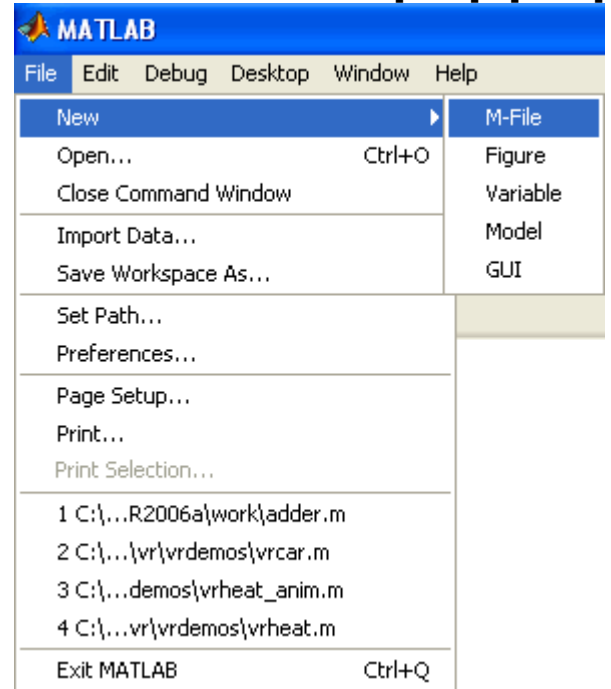 MATLAB
File Edit Debug Desktop Window Help
New
Open... Ctrl+O
Close Command Window
Import Data...
Save Workspace As...
Set Path...
Preferences...
Page Setup...
Print...
Print Selection...
1 C:\...R2006a\work\adder.m
2 C:\...\vr\vrdemos\vrcar.m
3 C:\...demos\vrheat_anim.m
4 C:\...vr\vrdemos\vrheat.m
Exit MATLAB Ctrl+Q
M-File
Figure
Variable
Model
GUI